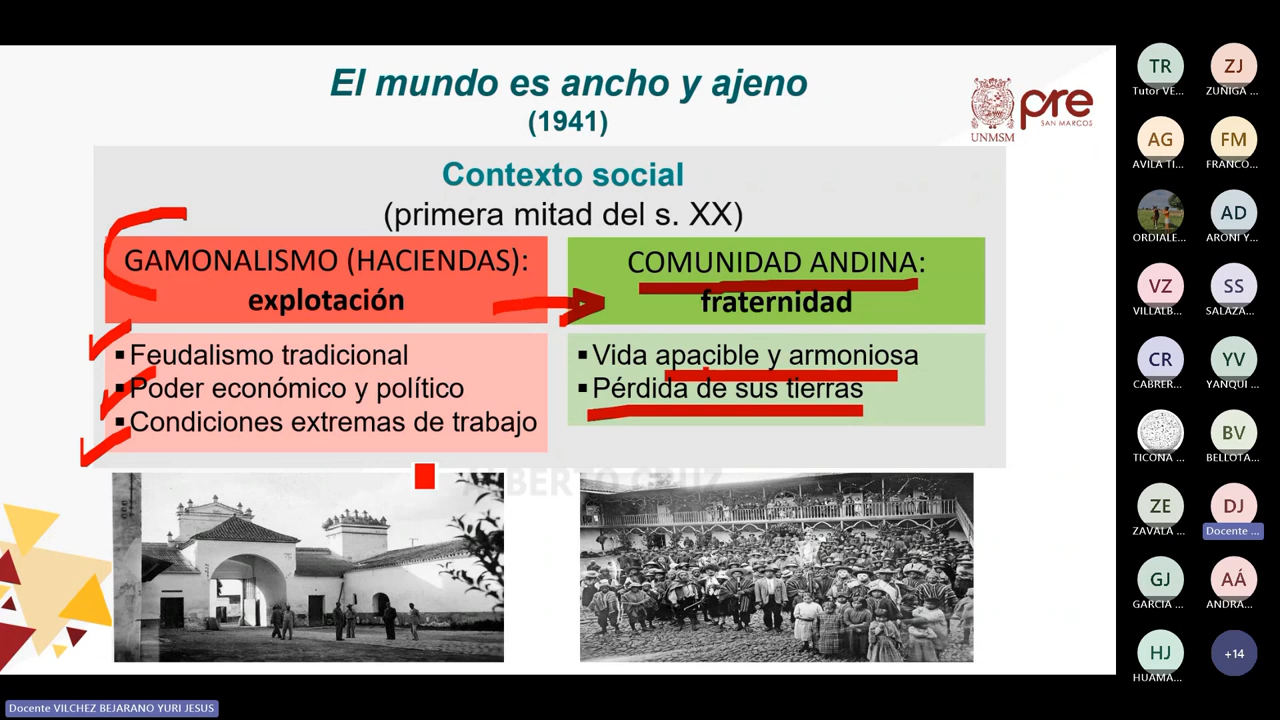 El mundo es ancho y ajeno
(1941)
UNMSM
pre
SAN MARCOS
Contexto social
(primera mitad del s. XX)
GAMONALISMO (HACIENDAS):
explotación
▪Feudalismo tradicional
▪Poder económico y político
▪Condiciones extremas de trabajo
COMUNIDAD ANDINA:
fraternidad
▪Vida apacible y armoniosa
▪Pérdida de sus tierras
ALBERTO CRUZ
TR
Tutor VE...
ZJ
ZUÑIGA ...
AG
AVILA TI...
FM
FRANCO...
ORDIALE...
AD
ARONI Y...
VZ
VILLALB...
SS
SALAZA...
CR
CABRER...
YV
YANQUI ...
TICONA ...
BV
BELLOTA...
ZE
ZAVALA ...
DJ
Docente ...
GJ
GARCIA ...
AÁ
ANDRA...
HJ
HUAMA...
+14
Docente VILCHEZ BEJARANO YURI JESUS